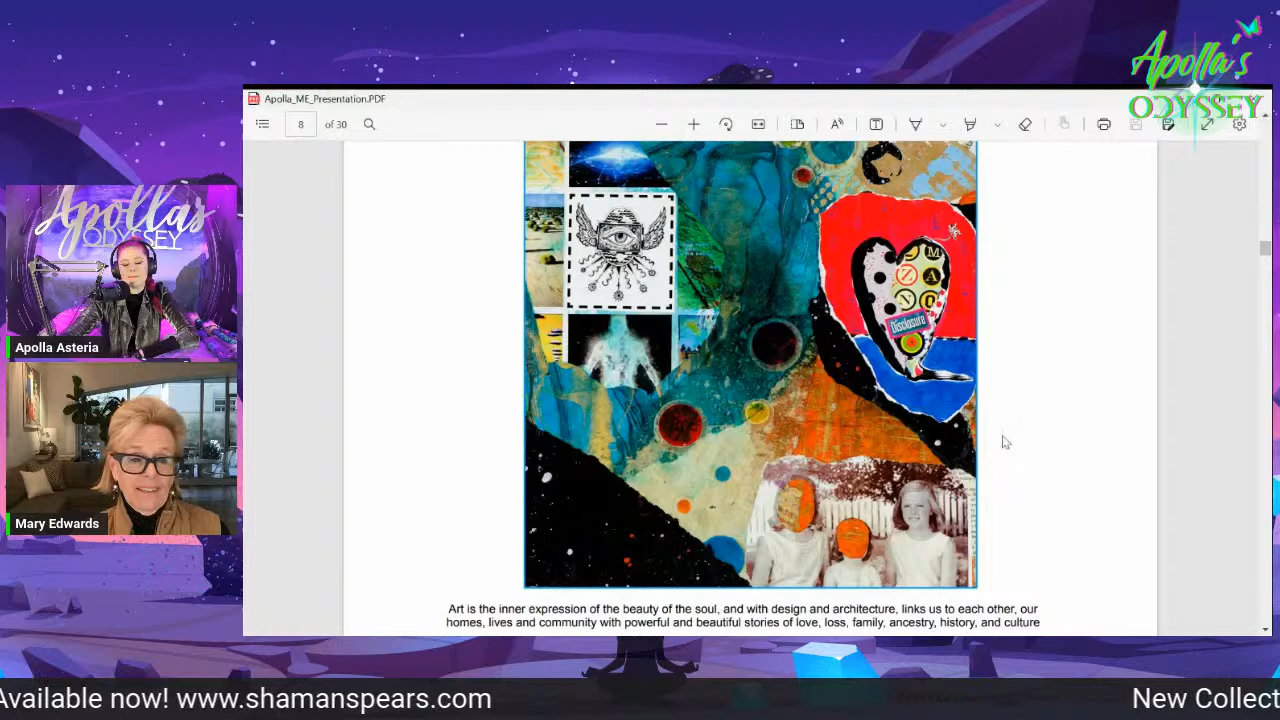 Apolla's
ODYSSEY
Apolla_ME_Presentation.PDF
8
of 30
Apollas
ODYSSEY
Apolla Asteria
Mary Edwards
M
Z A
N O
Disclosure
Art is the inner expression of the beauty of the soul, and with design and architecture, links us to each other, our
homes, lives and community with powerful and beautiful stories of love, loss, family, ancestry, history, and culture
Available now! www.shamanspears.com
New Collect